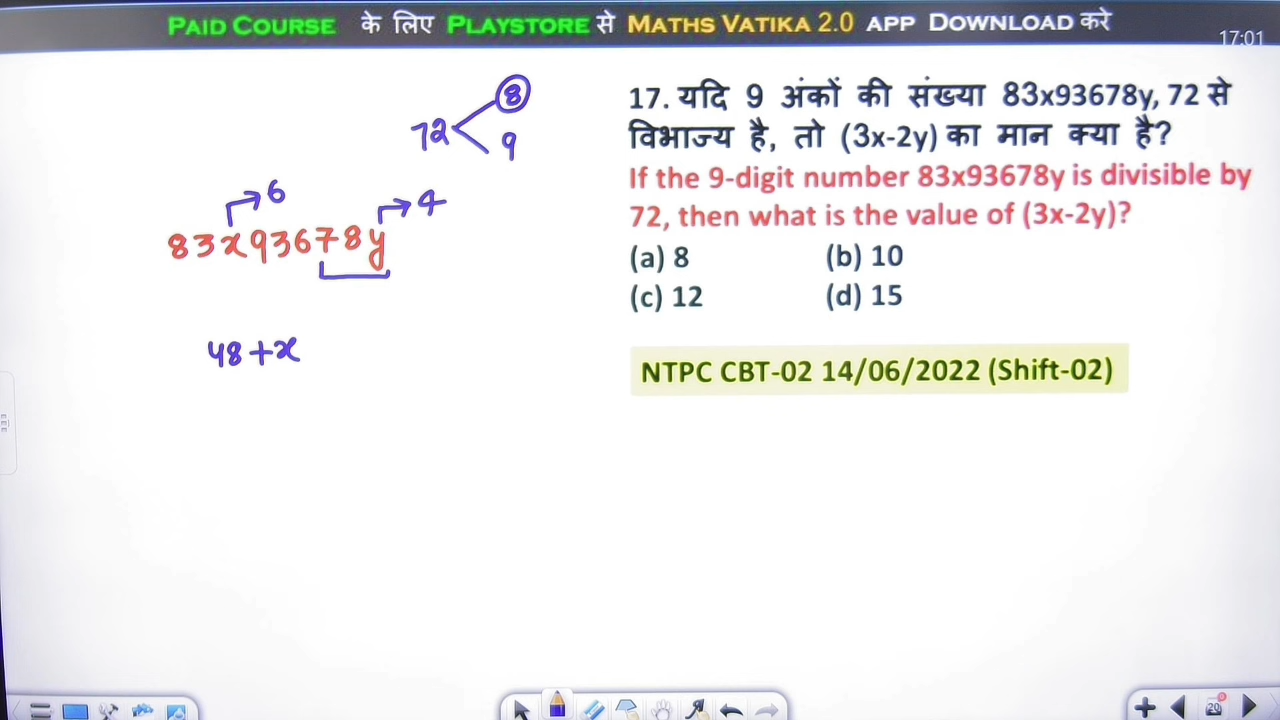 PAID COURSE के लिए PLAYSTORE से MATHS VATIKA 2.0 APP DOWNLOAD करे
17:01
72
8
9
6
4
83x93678y
48+x
17. यदि 9 अंकों की संख्या 83x93678y, 72 से
विभाज्य है, तो (3x-2y) का मान क्या है?
If the 9-digit number 83x93678y is divisible by
72, then what is the value of (3x-2y)?
(a) 8 (b) 10
(c) 12 (d) 15
NTPC CBT-02 14/06/2022 (Shift-02)
20